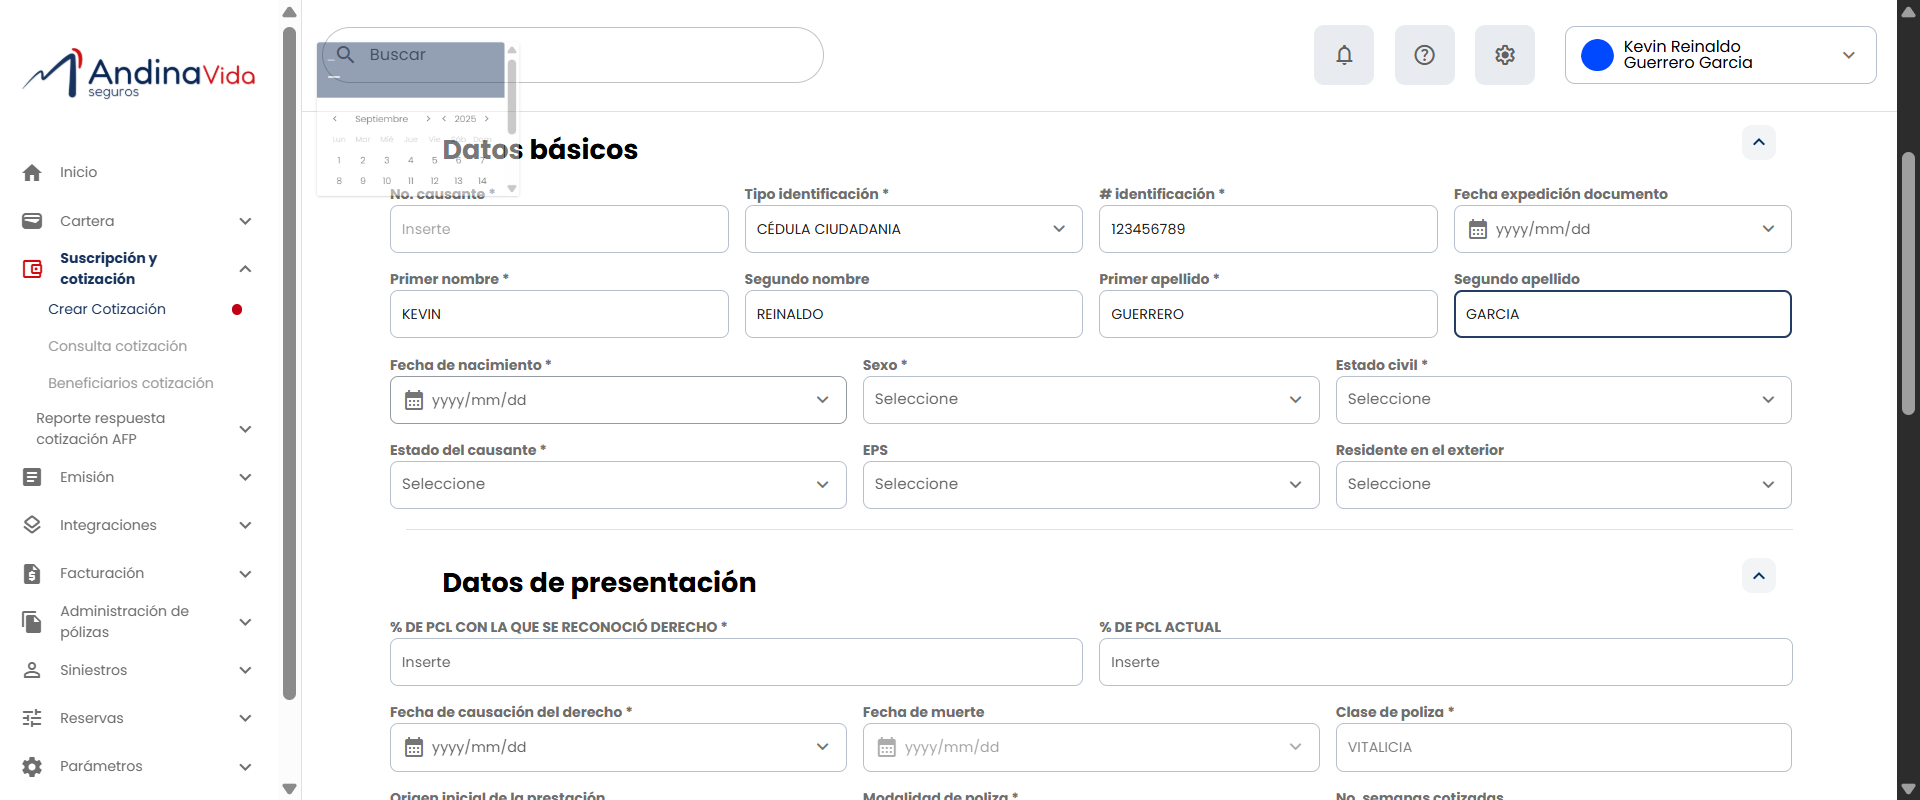 AndinaVida
seguros
Inicio
Cartera
Suscripción y
cotización
Crear Cotización
Consulta cotización
Beneficiarios cotización
Reporte respuesta
cotización AFP
Emisión
Integraciones
Facturación
Administración de
pólizas
Siniestros
Reservas
Parámetros
Buscar
Septiembre 2025
Lun Mar Mié Jue Vie Sáb Dom
1 2 3 4 5 6 7
8 9 10 11 12 13 14
Kevin Reinaldo
Guerrero Garcia
Datos básicos
No. causante * Tipo identificación * # identificación * Fecha expedición documento
Inserte CÉDULA CIUDADANIA 123456789 yyyy/mm/dd
Primer nombre * Segundo nombre Primer apellido * Segundo apellido
KEVIN REINALDO GUERRERO GARCIA
Fecha de nacimiento * Sexo * Estado civil *
yyyy/mm/dd Seleccione Seleccione
Estado del causante * EPS Residente en el exterior
Seleccione Seleccione Seleccione
Datos de presentación
% DE PCL CON LA QUE SE RECONOCIÓ DERECHO * % DE PCL ACTUAL
Inserte Inserte
Fecha de causación del derecho * Fecha de muerte Clase de poliza *
yyyy/mm/dd yyyy/mm/dd VITALICIA
Origen inicial de la prestación Modalidad de poliza * No. semanas cotizadas